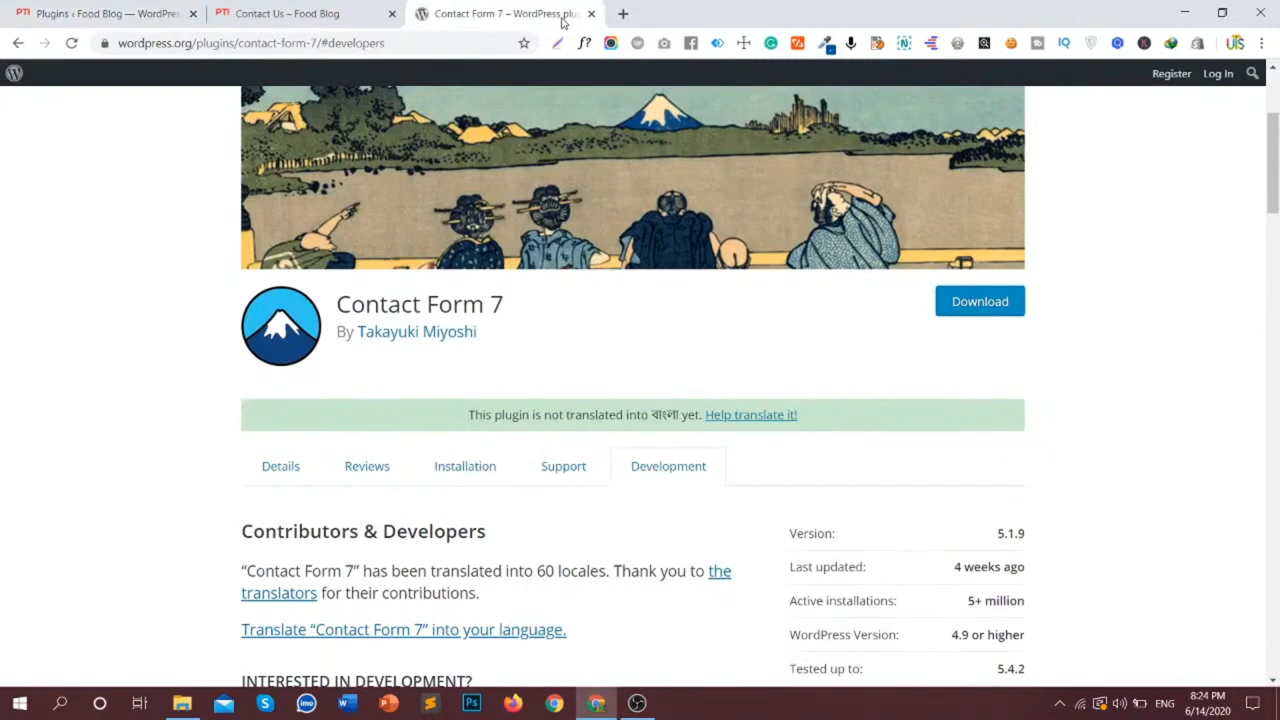 Plugins ‹ Food Blog — WordPres
Contact Us – Food Blog
Contact Form 7 – WordPress plu
wordpress.org/plugins/contact-form-7/#developers
Register
Log In
Contact Form 7
By Takayuki Miyoshi
Download
This plugin is not translated into বাংলা yet. Help translate it!
Details
Reviews
Installation
Support
Development
Contributors & Developers
“Contact Form 7” has been translated into 60 locales. Thank you to the
translators for their contributions.
Translate “Contact Form 7” into your language.
INTERESTED IN DEVELOPMENT?
Version: 5.1.9
Last updated: 4 weeks ago
Active installations: 5+ million
WordPress Version: 4.9 or higher
Tested up to: 5.4.2
ENG
8:24 PM
6/14/2020